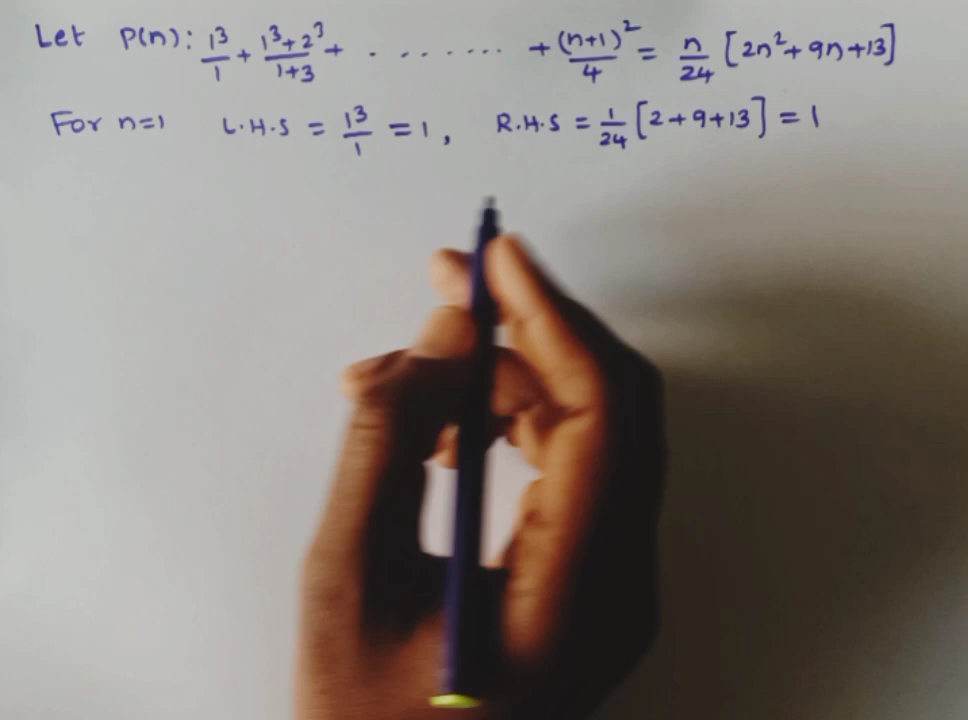 Let P(n): 1³/1 + 1³+2³/1+3 + . . . . . . . . . + (n+1)²/4 = n/24 [2n²+9n+13]
For n=1 L.H.S = 1³/1 = 1, R.H.S = 1/24 [2+9+13] = 1